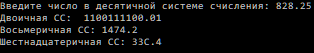 Введите число в десятичной системе счисления: 828.25
Двоичная СС:  1100111100.01
Восьмеричная СС: 1474.2
Шестнадцатеричная СС: 33C.4